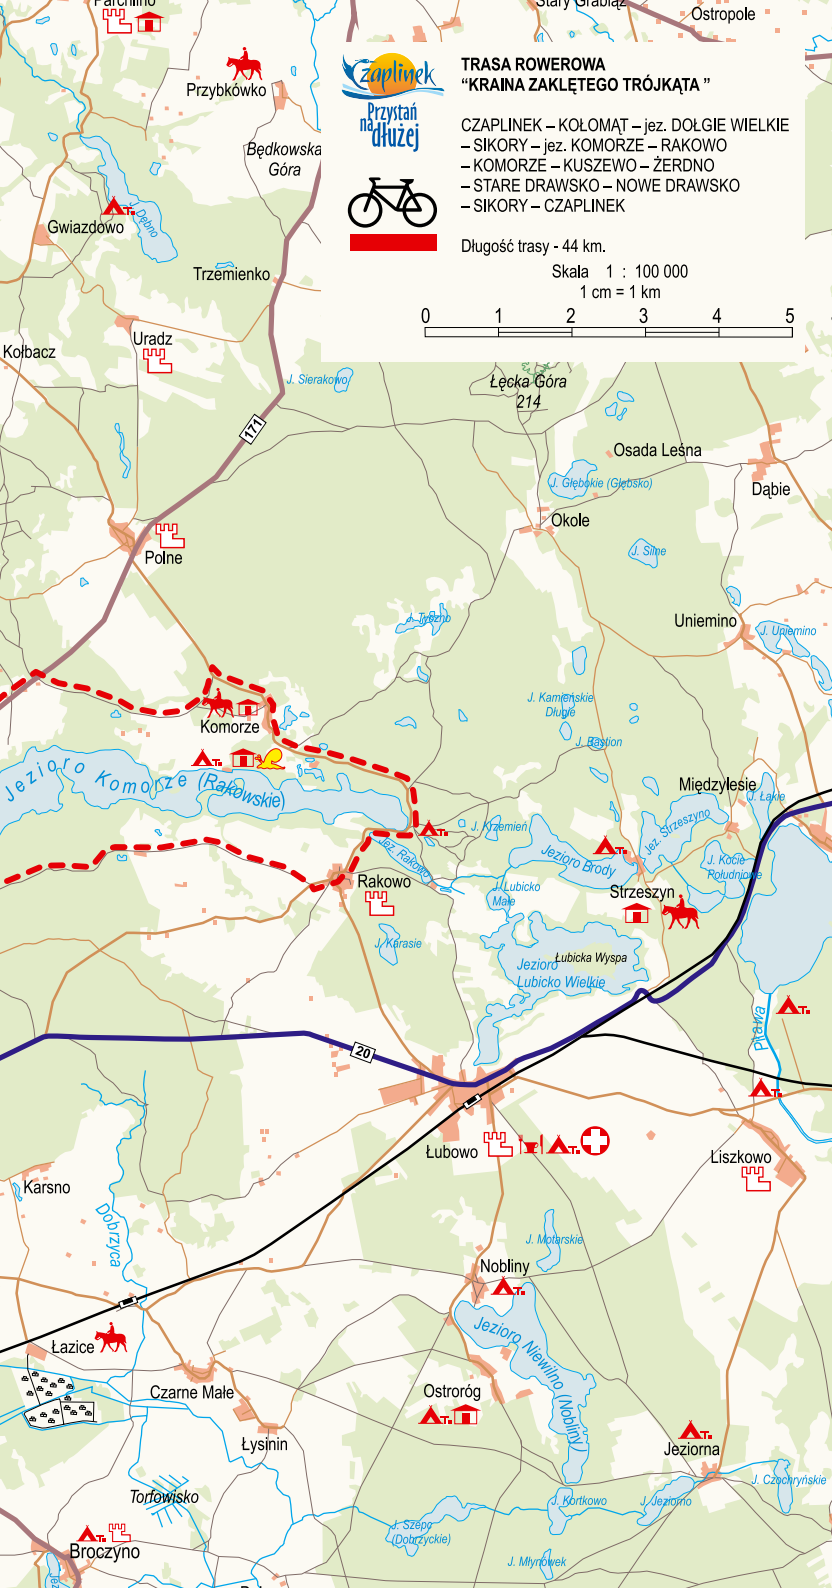 Parchlino
Stary Grabiąż
Ostropole
Przybkówko
Czaplinek
Przystań
na dłużej
TRASA ROWEROWA
“KRAINA ZAKLĘTEGO TRÓJKĄTA ”
CZAPLINEK – KOŁOMĄT – jez. DOŁGIE WIELKIE
– SIKORY – jez. KOMORZE – RAKOWO
– KOMORZE – KUSZEWO – ŻERDNO
– STARE DRAWSKO – NOWE DRAWSKO
– SIKORY – CZAPLINEK
Długość trasy - 44 km.
Skala 1 : 100 000
1 cm = 1 km
0 1 2 3 4 5
Będkowska
Góra
J. Dębno
Gwiazdowo
Trzemienko
Uradz
Kołbacz
J. Sierakowo
Łęcka Góra
214
171
Osada Leśna
J. Głębokie (Głębsko)
Dąbie
Okole
Polne
J. Silne
J. Tyczno
Uniemino
J. Uniemino
J. Kamieńskie
Długie
Komorze
J. Bastion
Jezioro Komorze (Rakowskie)
Międzylesie
J. Łąkie
J. Krzemień
Jez. Strzeszyno
Jez. Rakowo
Jezioro Brody
J. Kocie
Południowe
Rakowo
J. Lubicko
Małe
Strzeszyn
J. Karasie
Jezioro
Lubicko Wielkie
Łubicka Wyspa
Piława
20
Łubowo
Liszkowo
Karsno
Dobrzyca
J. Motarskie
Nobliny
Jezioro Niewilno (Nobliny)
Łazice
Czarne Małe
Ostroróg
Łysinin
Jeziorna
J. Czochryńskie
Torfowisko
J. Kortkowo
J. Jeziorno
J. Szepc
(Dobrzyckie)
Broczyno
J. Młynówek